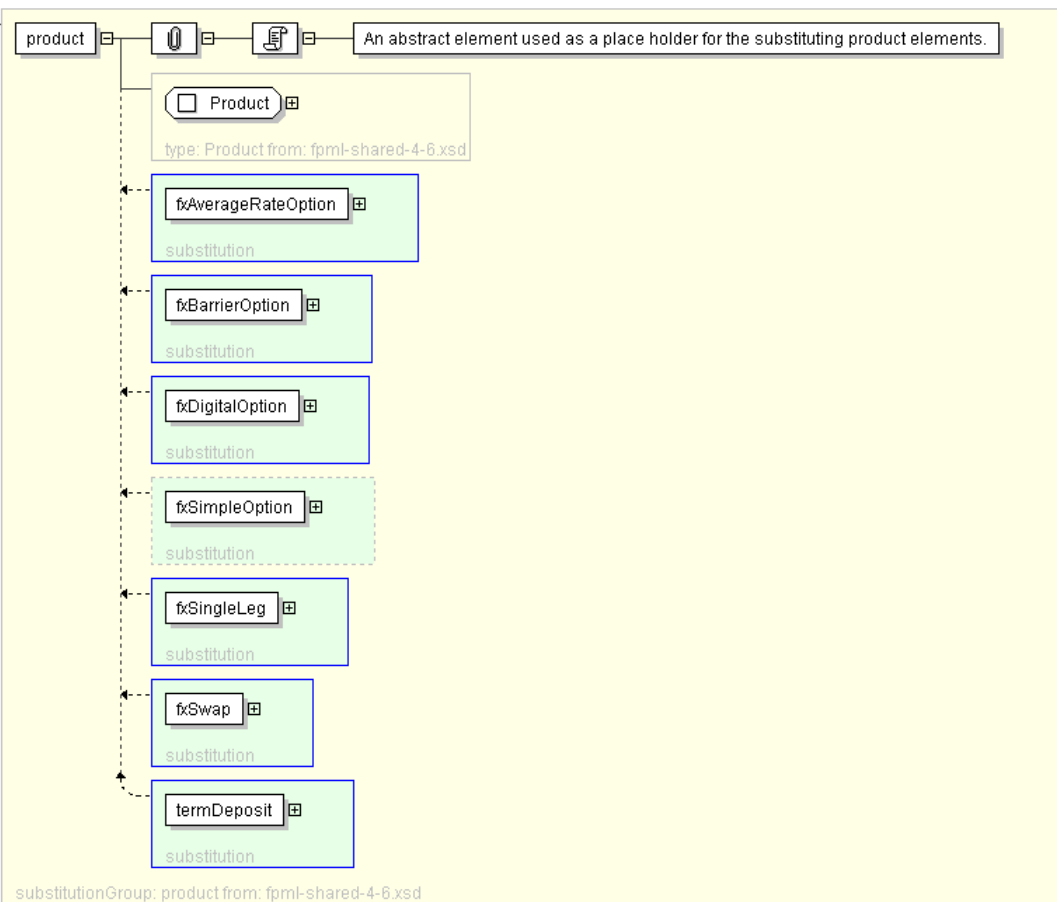 product
An abstract element used as a place holder for the substituting product elements.
Product
type: Product from: fpml-shared-4-6.xsd
fxAverageRateOption
substitution
fxBarrierOption
substitution
fxDigitalOption
substitution
fxSimpleOption
substitution
fxSingleLeg
substitution
fxSwap
substitution
termDeposit
substitution
substitutionGroup: product from: fpml-shared-4-6.xsd